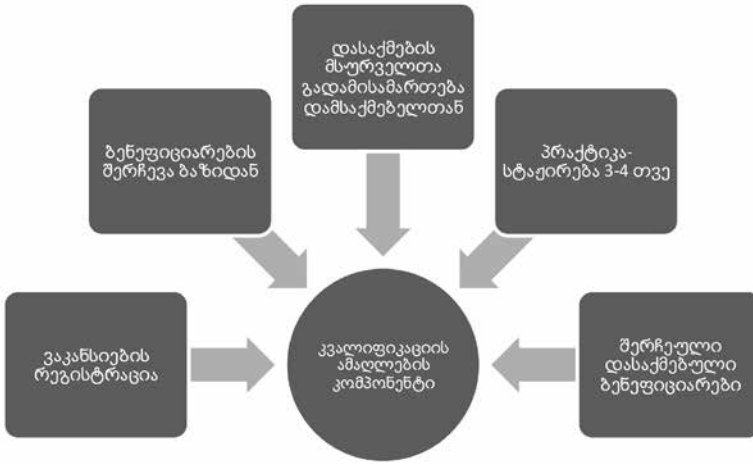 დასაქმების
მსურველთა
გადამისამართება
დამსაქმებელთან
ბენეფიციარების
შერჩევა ბაზიდან
პრაქტიკა-
სტაჟირება 3-4 თვე
ვაკანსიების
რეგისტრაცია
კვალიფიკაციის
ამაღლების
კომპონენტი
შერჩეული
დასაქმებული
ბენეფიციარები